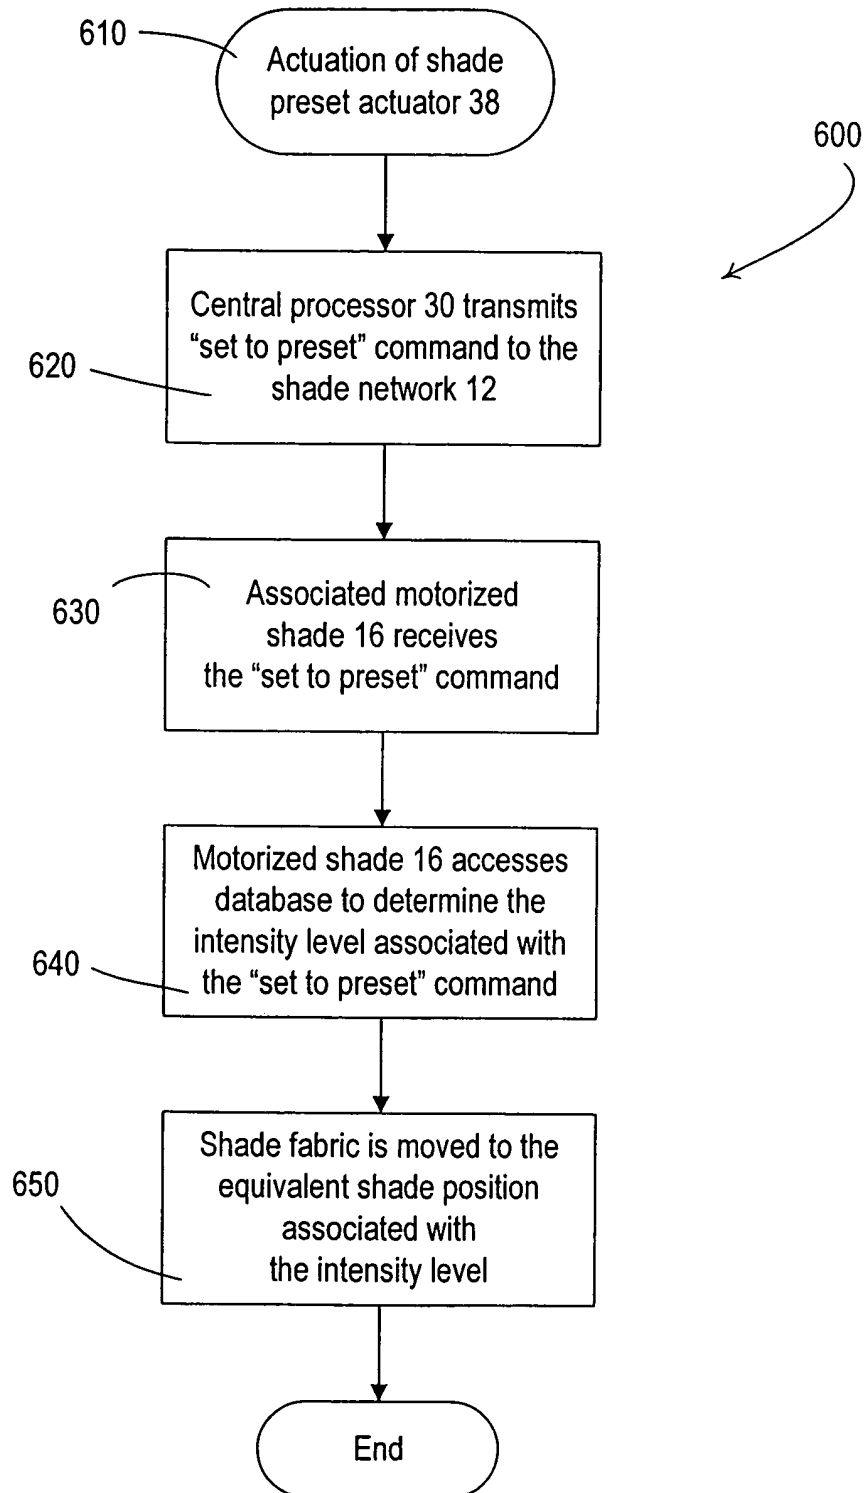 610
Actuation of shade
preset actuator 38
600
Central processor 30 transmits
“set to preset” command to the
shade network 12
620
Associated motorized
shade 16 receives
the “set to preset” command
630
Motorized shade 16 accesses
database to determine the
intensity level associated with
the “set to preset” command
640
Shade fabric is moved to the
equivalent shade position
associated with
the intensity level
650
End